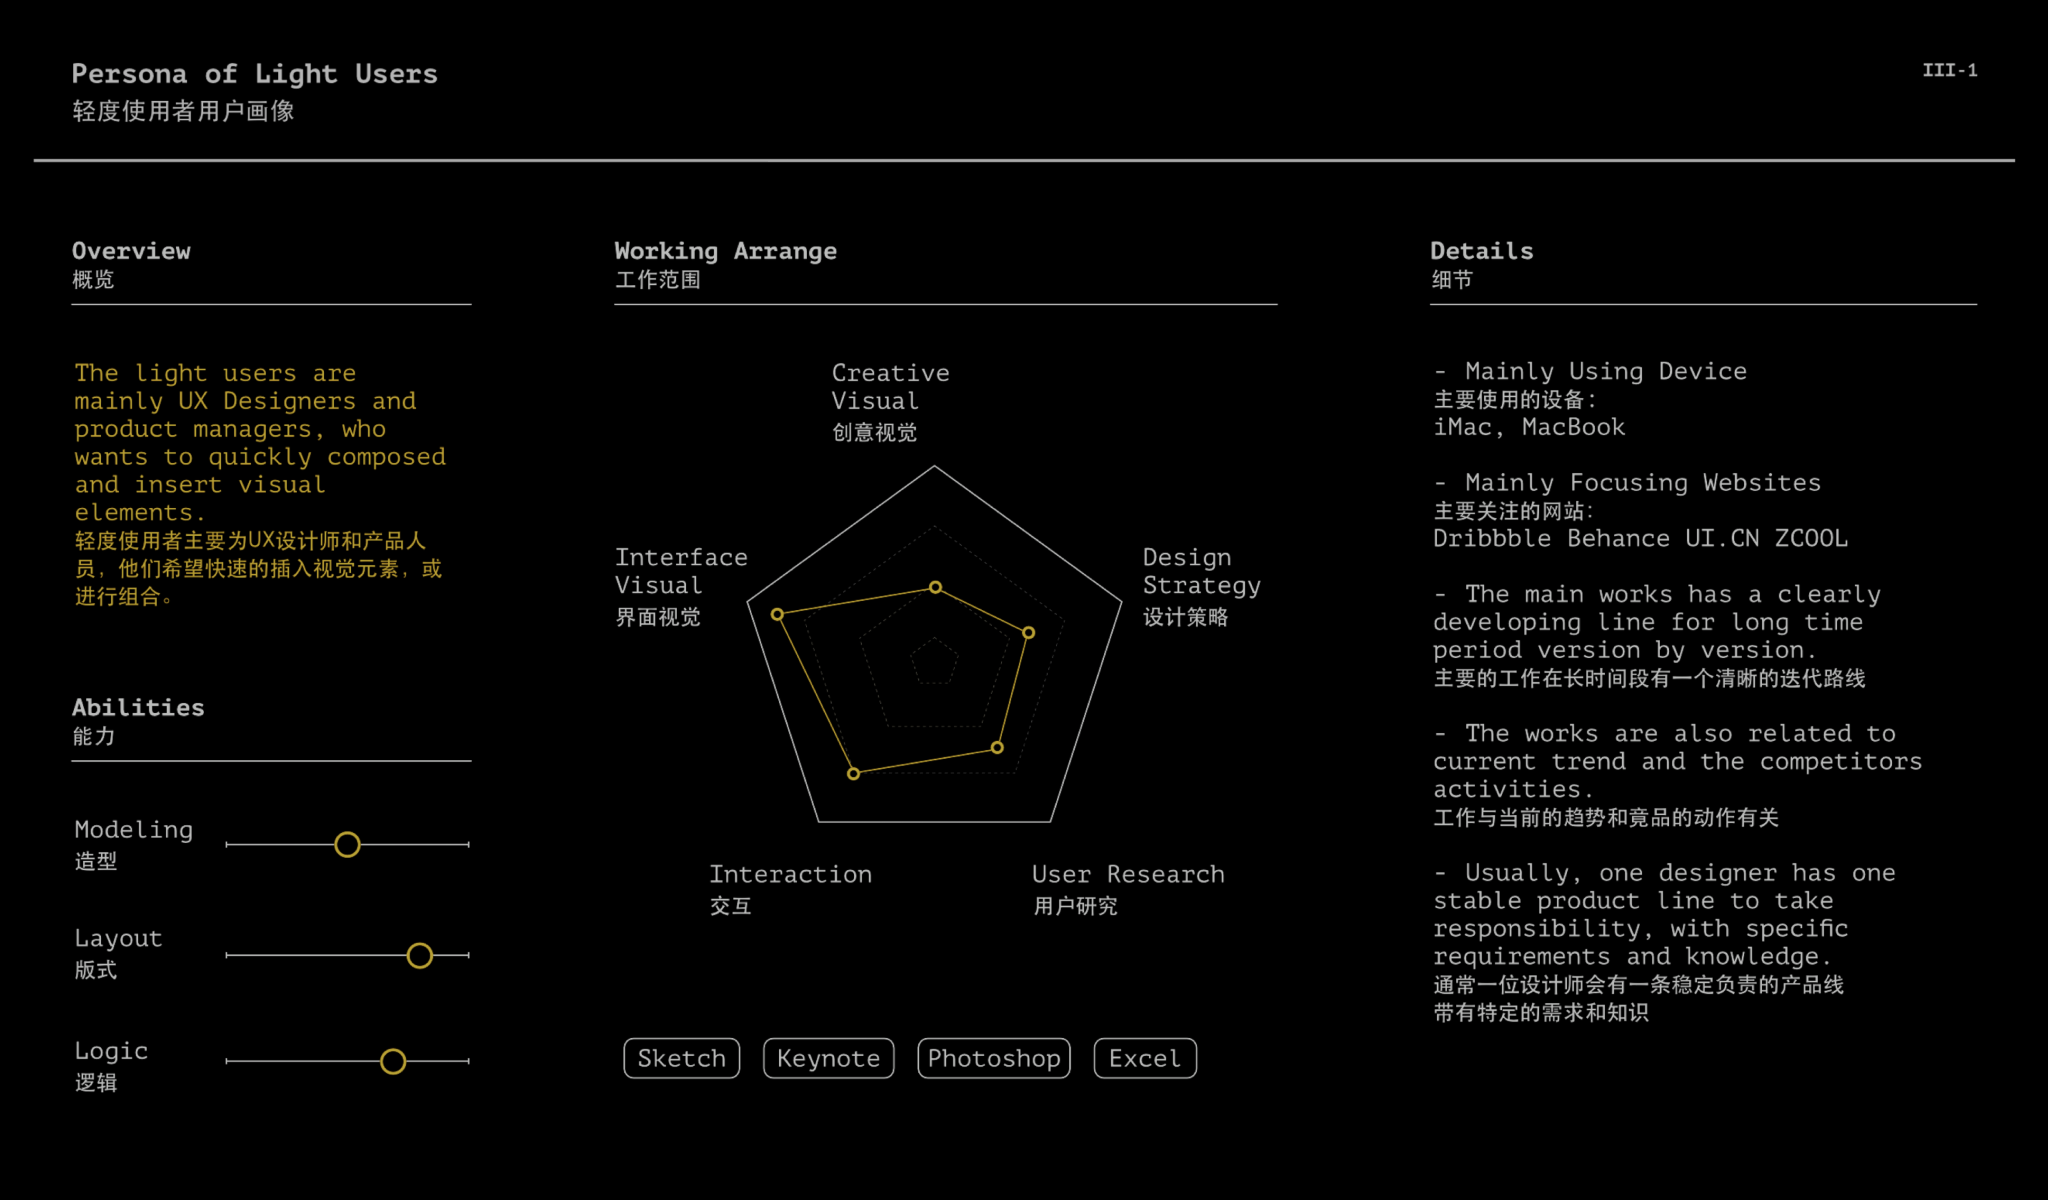 Persona of Light Users
轻度使用者用户画像
III-1
Overview
概览
The light users are
mainly UX Designers and
product managers, who
wants to quickly composed
and insert visual
elements.
轻度使用者主要为UX设计师和产品人
员，他们希望快速的插入视觉元素，或
进行组合。
Abilities
能力
Modeling
造型
Layout
版式
Logic
逻辑
Working Arrange
工作范围
Creative
Visual
创意视觉
Interface
Visual
界面视觉
Design
Strategy
设计策略
Interaction
交互
User Research
用户研究
Sketch
Keynote
Photoshop
Excel
Details
细节
- Mainly Using Device
主要使用的设备：
iMac, MacBook
- Mainly Focusing Websites
主要关注的网站：
Dribbble Behance UI.CN ZCOOL
- The main works has a clearly
developing line for long time
period version by version.
主要的工作在长时间段有一个清晰的迭代路线
- The works are also related to
current trend and the competitors
activities.
工作与当前的趋势和竟品的动作有关
- Usually, one designer has one
stable product line to take
responsibility, with specific
requirements and knowledge.
通常一位设计师会有一条稳定负责的产品线
带有特定的需求和知识